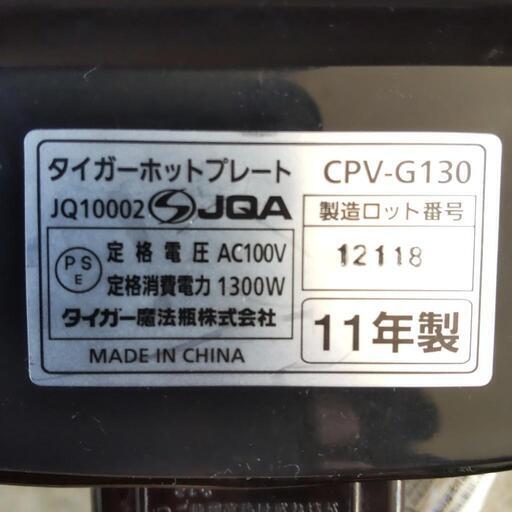 タイガーホットプレート CPV-G130
JQ10002 JQA
製造ロット番号
12118
PS
E
定格電圧 AC100V
定格消費電力 1300W
タイガー魔法瓶株式会社
11年製
MADE IN CHINA